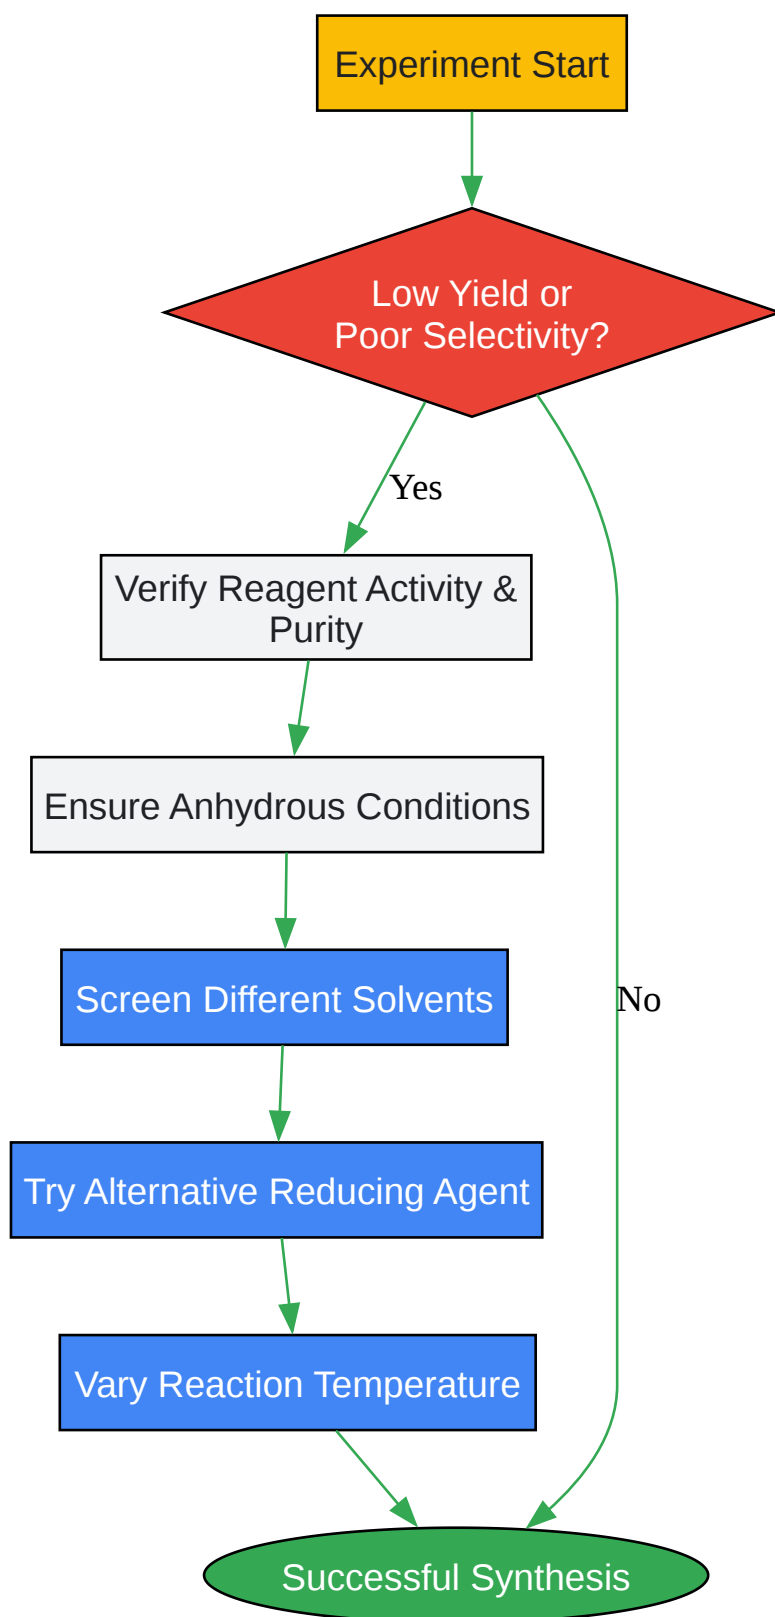 Experiment Start
Low Yield or
Poor Selectivity?
Yes
Verify Reagent Activity &
Purity
Ensure Anhydrous Conditions
Screen Different Solvents
No
Try Alternative Reducing Agent
Vary Reaction Temperature
Successful Synthesis